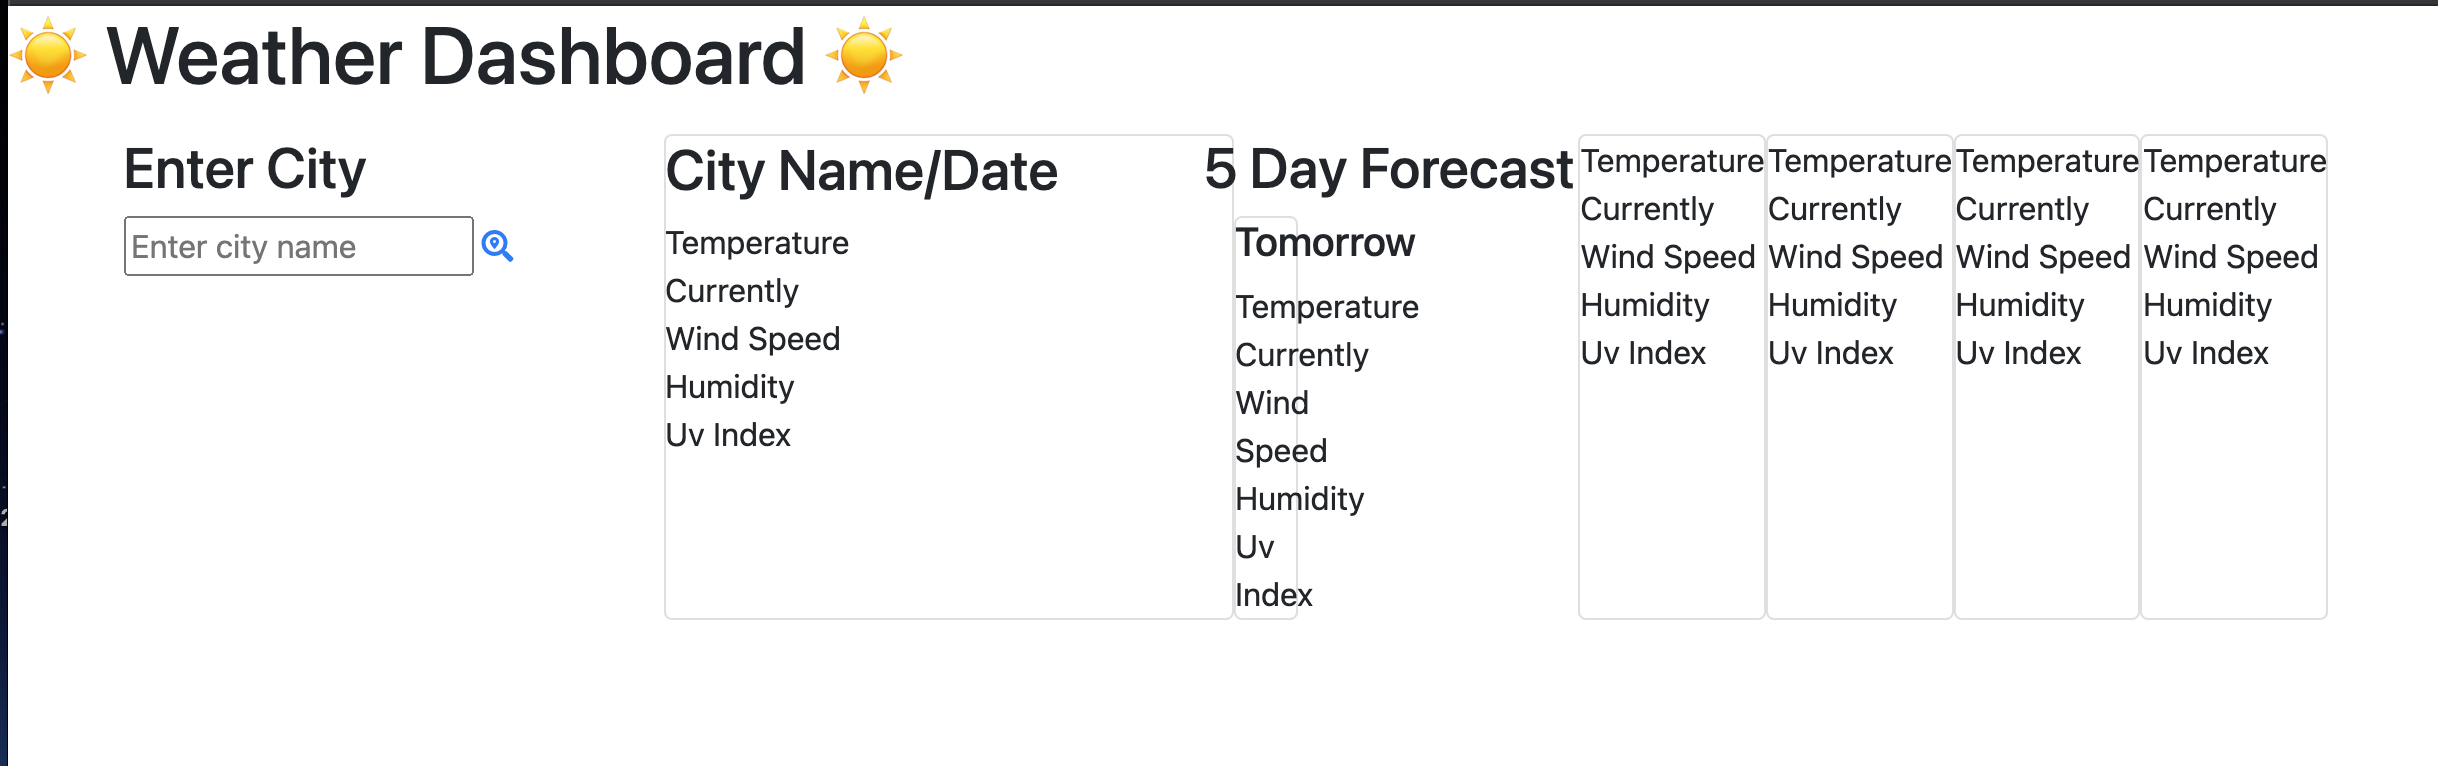 ☀️ Weather Dashboard ☀️
Enter City
Enter city name
City Name/Date
Temperature
Currently
Wind Speed
Humidity
Uv Index
5 Day Forecast
Tomorrow
Temperature
Currently
Wind
Speed
Humidity
Uv
Index
Temperature
Currently
Wind Speed
Humidity
Uv Index
Temperature
Currently
Wind Speed
Humidity
Uv Index
Temperature
Currently
Wind Speed
Humidity
Uv Index
Temperature
Currently
Wind Speed
Humidity
Uv Index